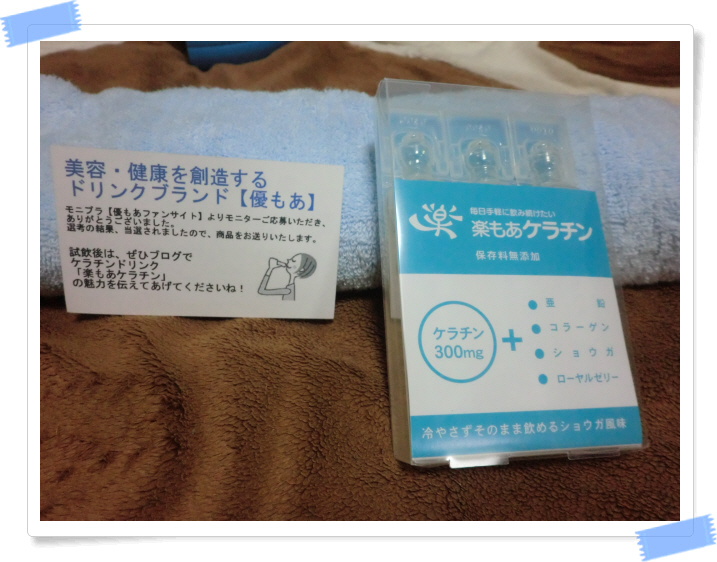 美容・健康を創造する
ドリンクブランド【優もあ】
モニプラ【優もあファンサイト】よりモニターご応募いただき、
ありがとうございました。
選考の結果、当選されましたので、商品をお送りいたします。
試飲後は、ぜひブログで
ケラチンドリンク
「楽もあケラチン」
の魅力を伝えてあげてくださいね！
楽
毎日手軽に飲み続けたい
楽もあケラチン
保存料無添加
ケラチン
300mg
+
● 亜鉛
● コラーゲン
● ショウガ
● ローヤルゼリー
冷やさずそのまま飲めるショウガ風味